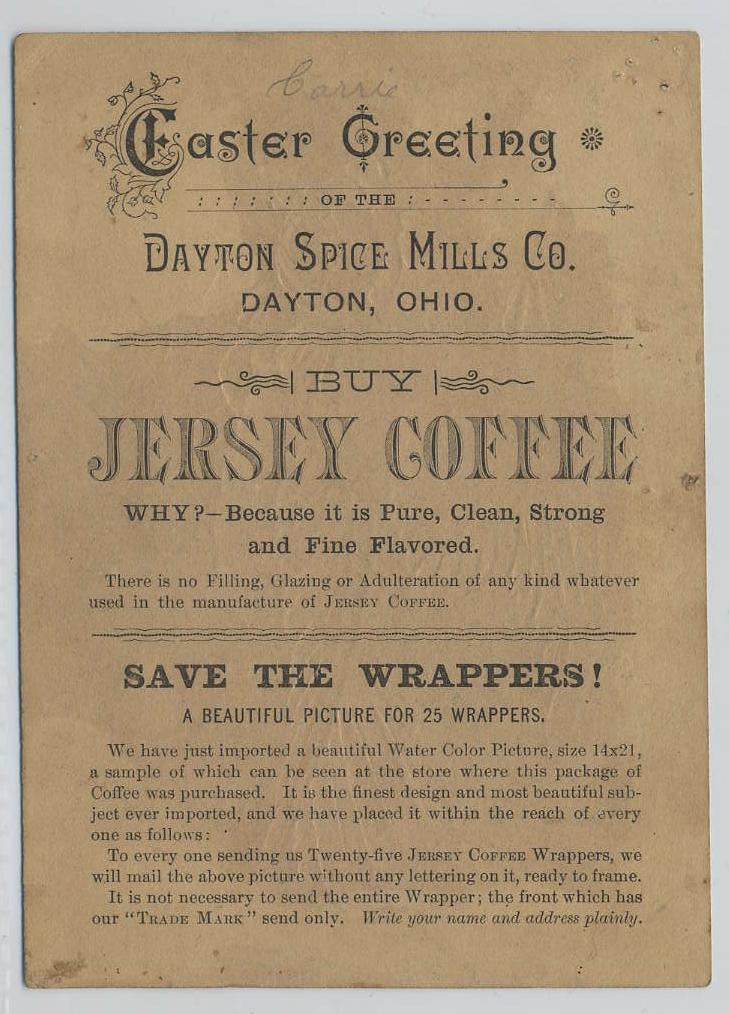 Carrie
Easter Greeting
OF THE
DAYTON SPICE MILLS CO.
DAYTON, OHIO.
BUY
JERSEY COFFEE
WHY?—Because it is Pure, Clean, Strong
and Fine Flavored.
There is no Filling, Glazing or Adulteration of any kind whatever
used in the manufacture of JERSEY COFFEE.
SAVE THE WRAPPERS!
A BEAUTIFUL PICTURE FOR 25 WRAPPERS.
We have just imported a beautiful Water Color Picture, size 14x21,
a sample of which can be seen at the store where this package of
Coffee was purchased. It is the finest design and most beautiful sub-
ject ever imported, and we have placed it within the reach of every
one as follows:
To every one sending us Twenty-five JERSEY COFFEE Wrappers, we
will mail the above picture without any lettering on it, ready to frame.
It is not necessary to send the entire Wrapper; the front which has
our "TRADE MARK" send only. Write your name and address plainly.